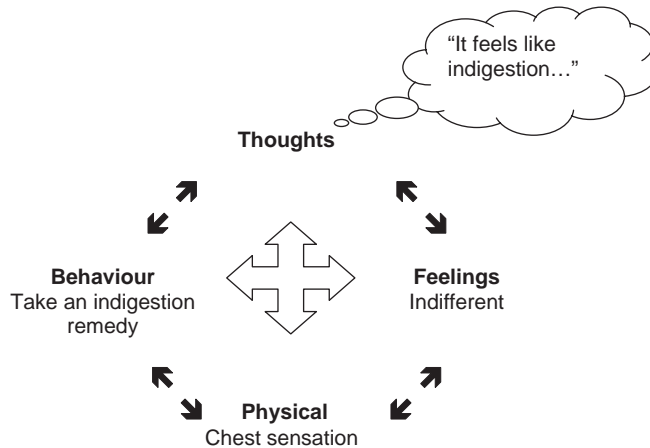 “It feels like
indigestion…”
Thoughts
Behaviour
Take an indigestion
remedy
Feelings
Indifferent
Physical
Chest sensation